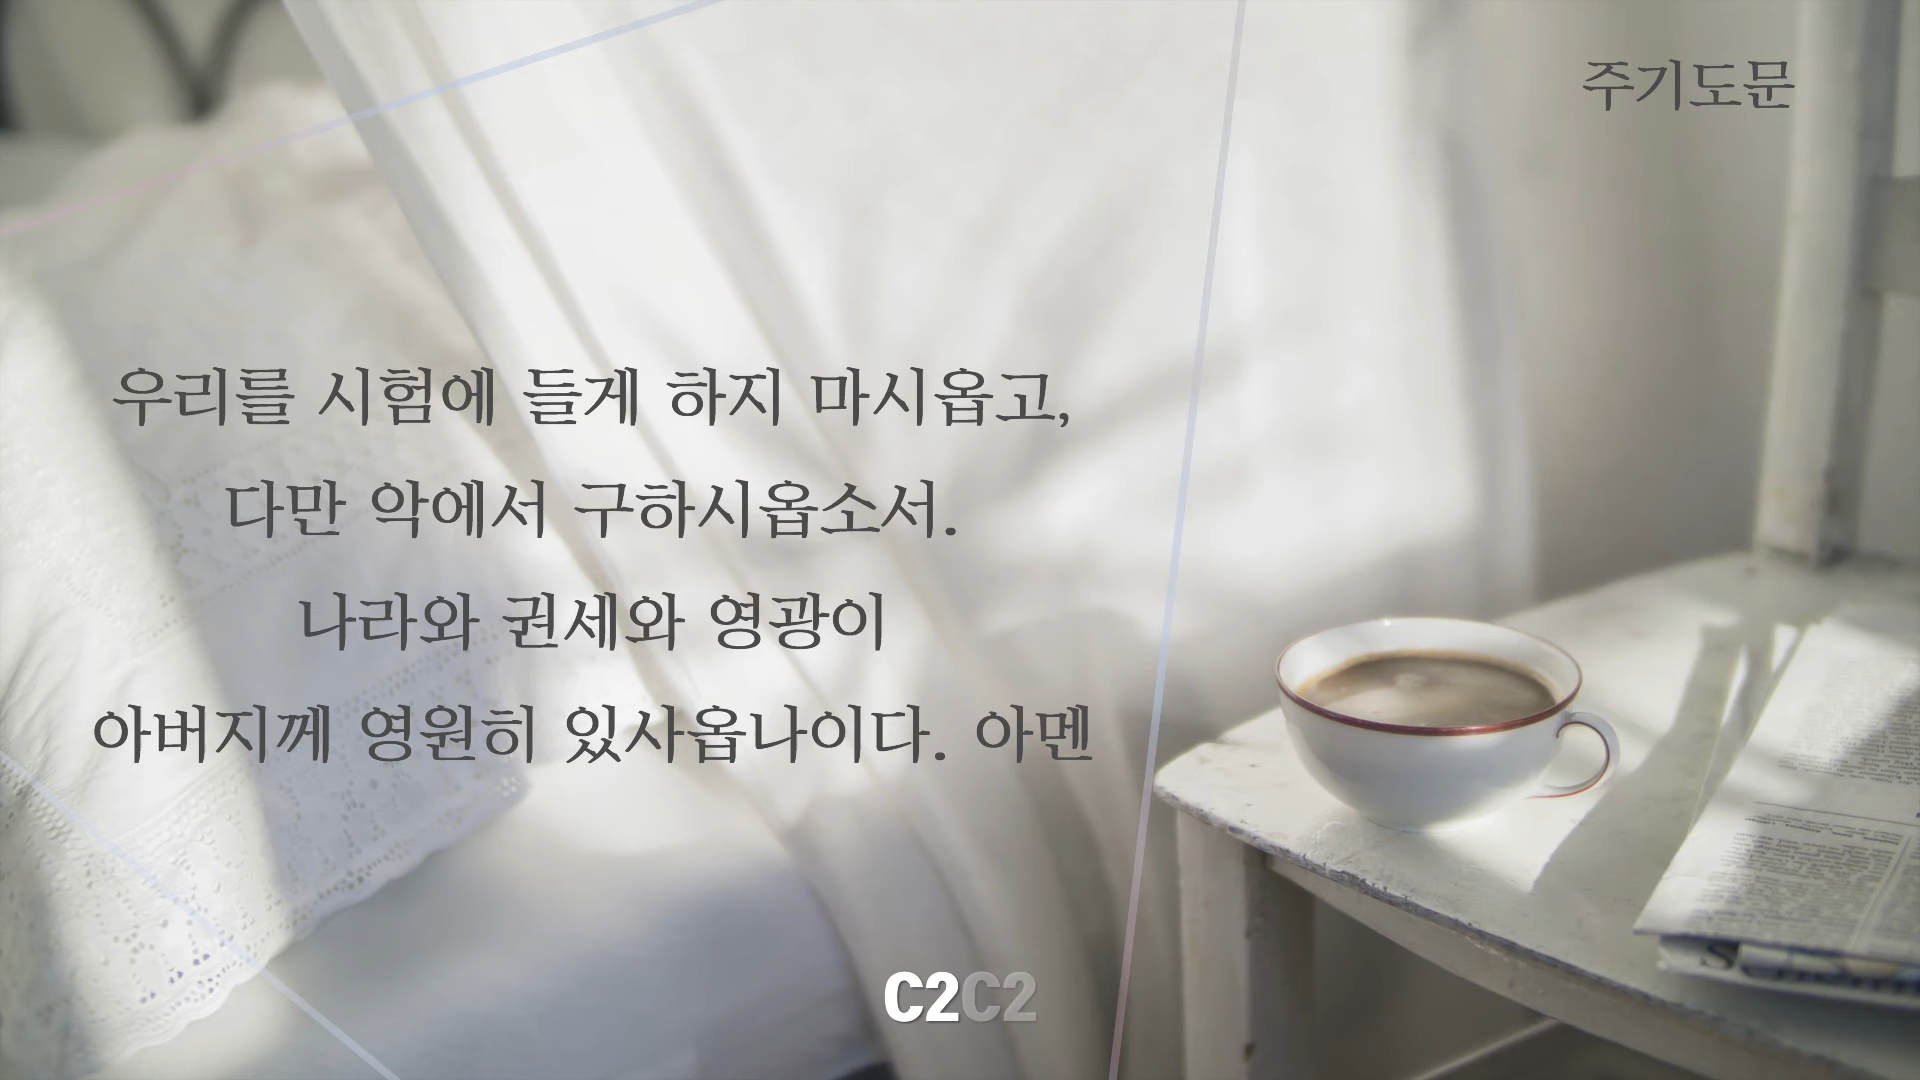 주기도문
우리를 시험에 들게 하지 마시옵고,
다만 악에서 구하시옵소서.
나라와 권세와 영광이
아버지께 영원히 있사옵나이다. 아멘
C2C2